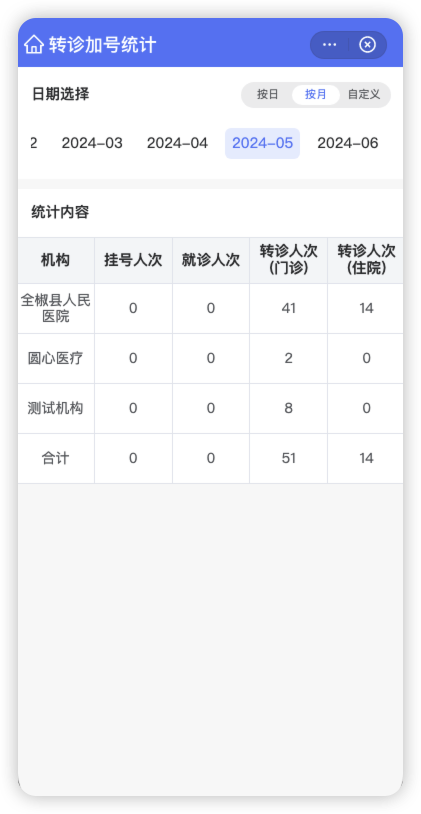 转诊加号统计
日期选择 按日 按月 自定义
2 2024-03 2024-04 2024-05 2024-06
统计内容
机构 挂号人次 就诊人次 转诊人次 转诊人次
(门诊) (住院)
全椒县人民
医院 0 0 41 14
圆心医疗 0 0 2 0
测试机构 0 0 8 0
合计 0 0 51 14